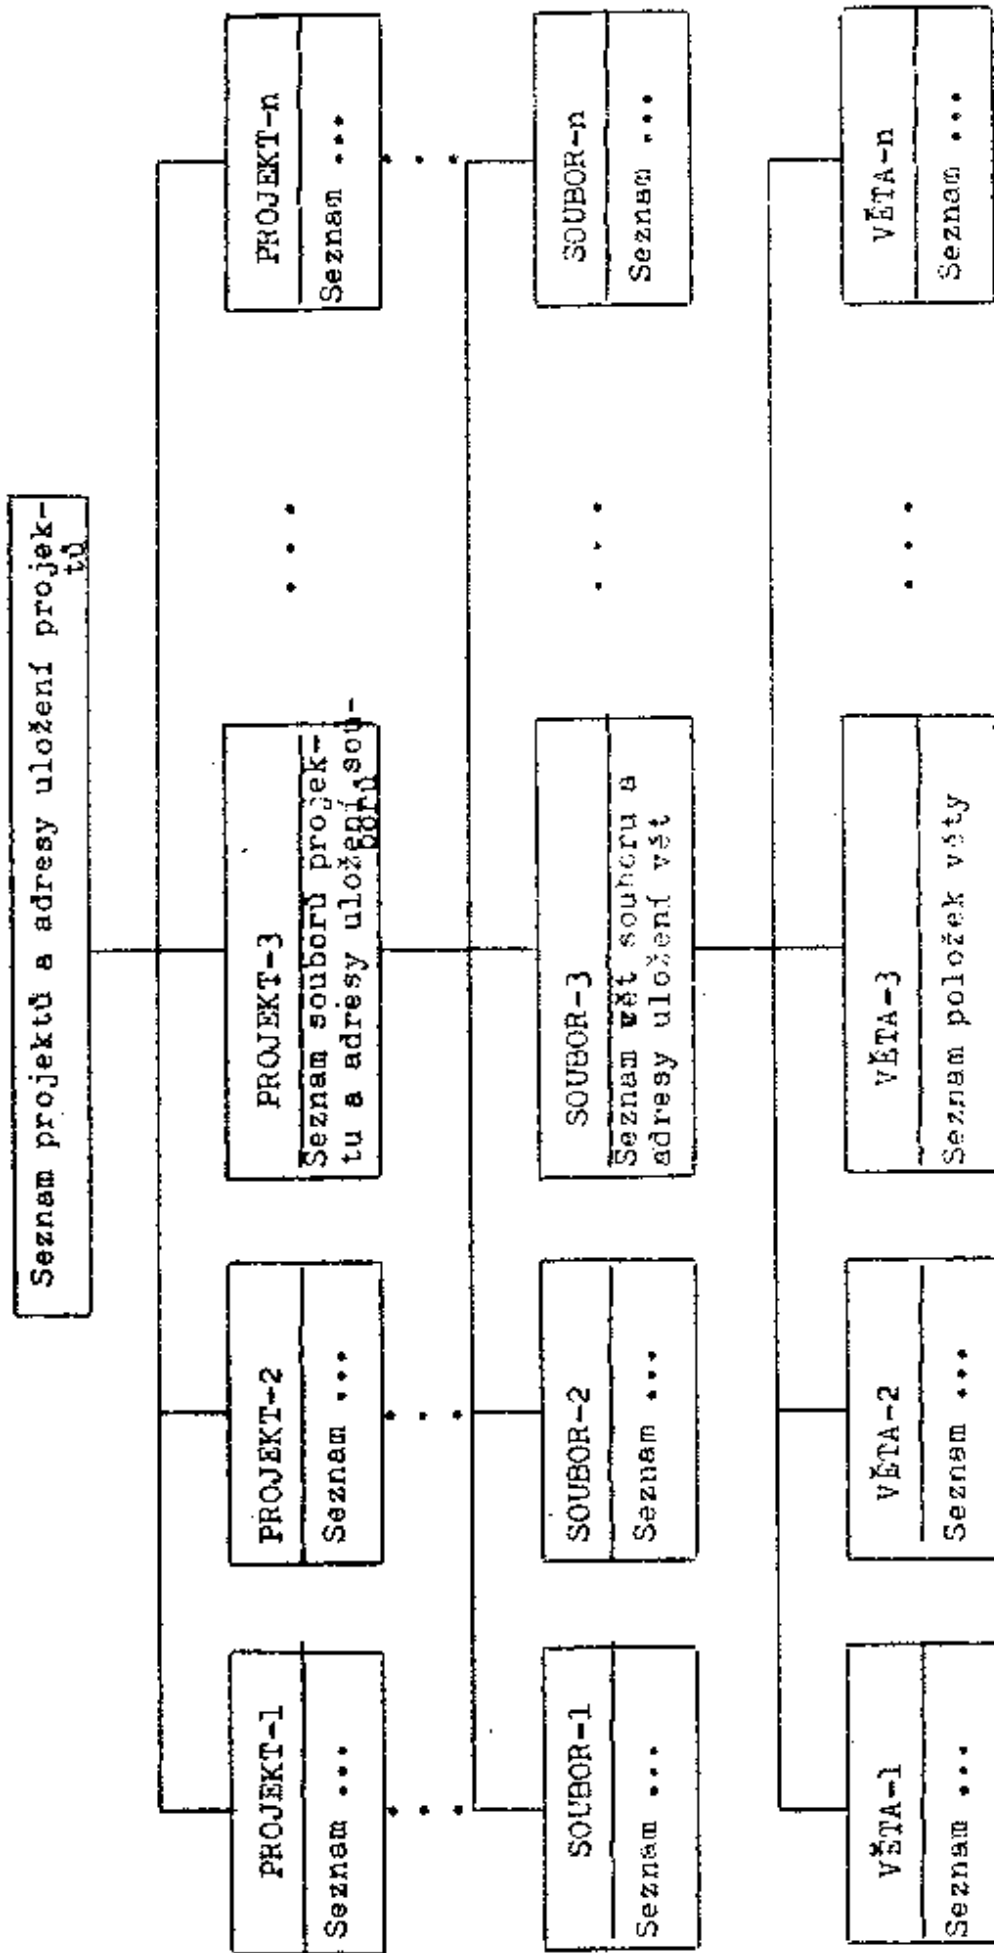 Seznam projektů a adresy uložení projek-
tů
PROJEKT-1
Seznam ...
PROJEKT-2
Seznam ...
PROJEKT-3
Seznam souborů projek-
tu a adresy uložení sou-
borů
...
PROJEKT-n
Seznam ...
SOUBOR-1
Seznam ...
SOUBOR-2
Seznam ...
SOUBOR-3
Seznam vět souboru a
adresy uložení vět
...
SOUBOR-n
Seznam ...
VĚTA-1
Seznam ...
VĚTA-2
Seznam ...
VĚTA-3
Seznam položek věty
...
VĚTA-n
Seznam ...